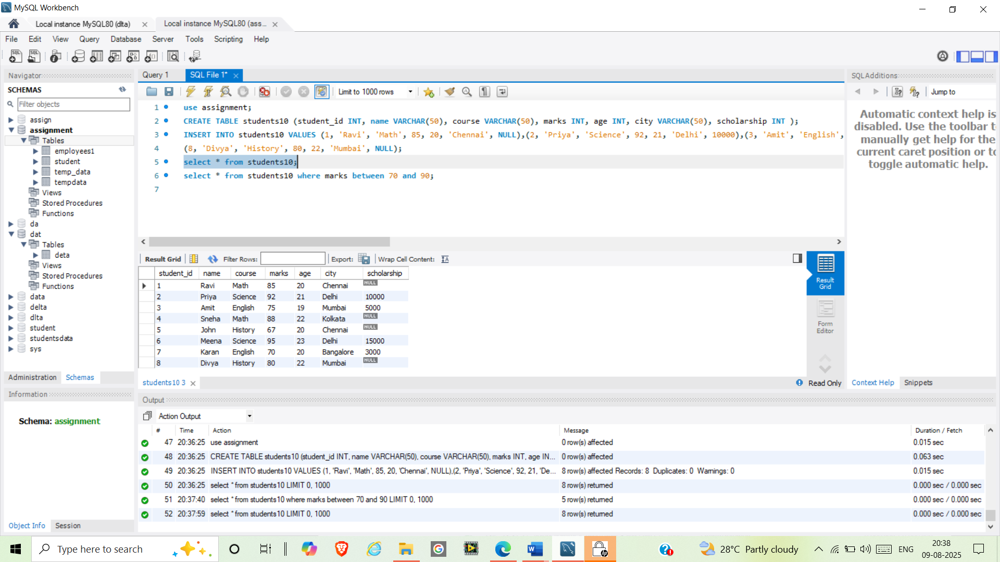 MySQL Workbench
Local instance MySQL80 (dlta)
Local instance MySQL80 (ass...
File Edit View Query Database Server Tools Scripting Help
Navigator
SCHEMAS
Filter objects
assign
assignment
Tables
employees1
student
temp_data
tempdata
Views
Stored Procedures
Functions
da
dat
Tables
deta
Views
Stored Procedures
Functions
data
delta
dlta
student
studentsdata
sys
Administration Schemas
Information
Schema: assignment
Object Info Session
Query 1 SQL File 1*
Limit to 1000 rows
1 use assignment;
2 CREATE TABLE students10 (student_id INT, name VARCHAR(50), course VARCHAR(50), marks INT, age INT, city VARCHAR(50), scholarship INT );
3 INSERT INTO students10 VALUES (1, 'Ravi', 'Math', 85, 20, 'Chennai', NULL),(2, 'Priya', 'Science', 92, 21, 'Delhi', 10000),(3, 'Amit', 'English',
4 (8, 'Divya', 'History', 80, 22, 'Mumbai', NULL);
5 select * from students10;
6 select * from students10 where marks between 70 and 90;
7
Result Grid Filter Rows: Export: Wrap Cell Content:
student_id name course marks age city scholarship
1 Ravi Math 85 20 Chennai NULL
2 Priya Science 92 21 Delhi 10000
3 Amit English 75 19 Mumbai 5000
4 Sneha Math 88 22 Kolkata NULL
5 John History 67 20 Chennai NULL
6 Meena Science 95 23 Delhi 15000
7 Karan English 70 20 Bangalore 3000
8 Divya History 80 22 Mumbai NULL
Result
Grid
Form
Editor
students10 3
Read Only
SQLAdditions
Jump to
Automatic context help is
disabled. Use the toolbar t
manually get help for the
current caret position or to
toggle automatic help.
Context Help Snippets
Output
Action Output
# Time Action Message Duration / Fetch
47 20:36:25 use assignment 0 row(s) affected 0.015 sec
48 20:36:25 CREATE TABLE students10 (student_id INT, name VARCHAR(50), course VARCHAR(50), marks INT, age IN... 0 row(s) affected 0.063 sec
49 20:36:25 INSERT INTO students10 VALUES (1, 'Ravi', 'Math', 85, 20, 'Chennai', NULL),(2, 'Priya', 'Science', 92, 21, 'De... 8 row(s) affected Records: 8 Duplicates: 0 Warnings: 0 0.015 sec
50 20:36:25 select * from students10 LIMIT 0, 1000 8 row(s) returned 0.000 sec / 0.000 sec
51 20:37:40 select * from students10 where marks between 70 and 90 LIMIT 0, 1000 5 row(s) returned 0.000 sec / 0.000 sec
52 20:37:59 select * from students10 LIMIT 0, 1000 8 row(s) returned 0.000 sec / 0.000 sec
Type here to search
28°C Partly cloudy
ENG
20:38
09-08-2025